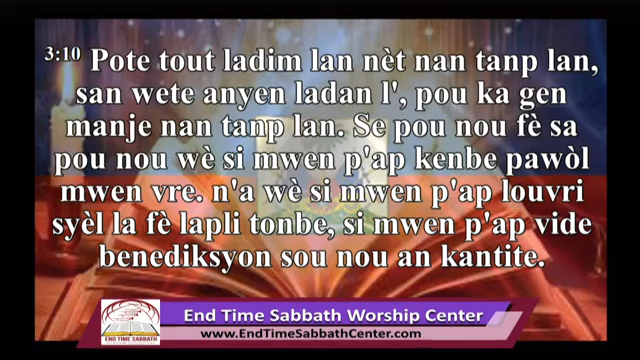 3:10 Pote tout ladim lan nèt nan tanp lan,
san wete anyen ladan l', pou ka gen
manje nan tanp lan. Se pou nou fè sa
pou nou wè si mwen p'ap kenbe pawòl
mwen vre. n'a wè si mwen p'ap louvri
syèl la fè lapli tonbe, si mwen p'ap vide
benediksyon sou nou an kantite.
End Time Sabbath Worship Center
www.EndTimeSabbathCenter.com
END TIME SABBATH